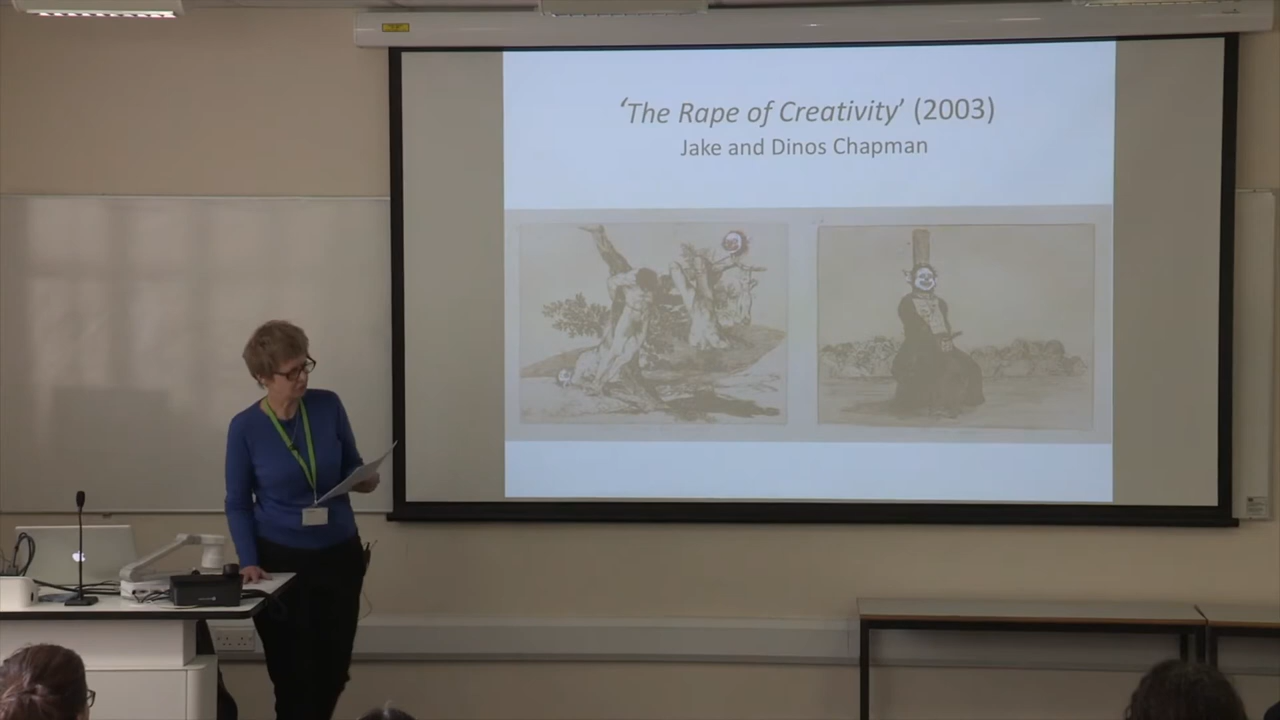 ‘The Rape of Creativity’ (2003)
Jake and Dinos Chapman